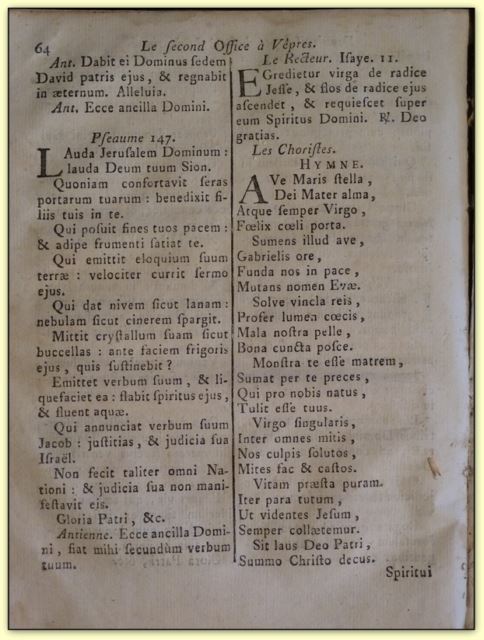 64
Le ſecond Office à Vêpres.
Ant. Dabit ei Dominus ſedem
David patris ejus, & regnabit
in æternum. Alleluia.
Ant. Ecce ancilla Domini.
Pſeaume 147.
LAuda Jeruſalem Dominum :
lauda Deum tuum Sion.
Quoniam confortavit ſeras
portarum tuarum : benedixit fi-
liis tuis in te.
Qui poſuit fines tuos pacem :
& adipe frumenti ſatiat te.
Qui emittit eloquium ſuum
terræ : velociter currit ſermo
ejus.
Qui dat nivem ſicut lanam :
nebulam ſicut cinerem ſpargit.
Mittit cryſtallum ſuam ſicut
buccellas : ante faciem frigoris
ejus, quis ſuſtinebit ?
Emittet verbum ſuum, & li-
quefaciet ea : flabit ſpiritus ejus,
& fluent aquæ.
Qui annunciat verbum ſuum
Jacob : juſtitias, & judicia ſua
Iſraël.
Non fecit taliter omni Na-
tioni : & judicia ſua non mani-
feſtavit eis.
Gloria Patri, &c.
Antienne. Ecce ancilla Domi-
ni, fiat mihi ſecundùm verbum
tuum.
Le Recteur. Iſaye. 11.
EGredietur virga de radice
Jeſſe, & flos de radice ejus
aſcendet, & requieſcet ſuper
eum Spiritus Domini. ℟. Deo
gratias.
Les Choriſtes.
HYMNE.
AVe Maris ſtella,
Dei Mater alma,
Atque ſemper Virgo,
Fœlix cœli porta.
Sumens illud ave,
Gabrielis ore,
Funda nos in pace,
Mutans nomen Evæ.
Solve vincla reis,
Profer lumen cœcis,
Mala noſtra pelle,
Bona cuncta poſce.
Monſtra te eſſe matrem,
Sumat per te preces,
Qui pro nobis natus,
Tulit eſſe tuus.
Virgo ſingularis,
Inter omnes mitis,
Nos culpis ſolutos,
Mites fac & caſtos.
Vitam præſta puram.
Iter para tutum,
Ut videntes Jeſum,
Semper collætemur.
Sit laus Deo Patri,
Summo Chriſto decus.
Spiritui